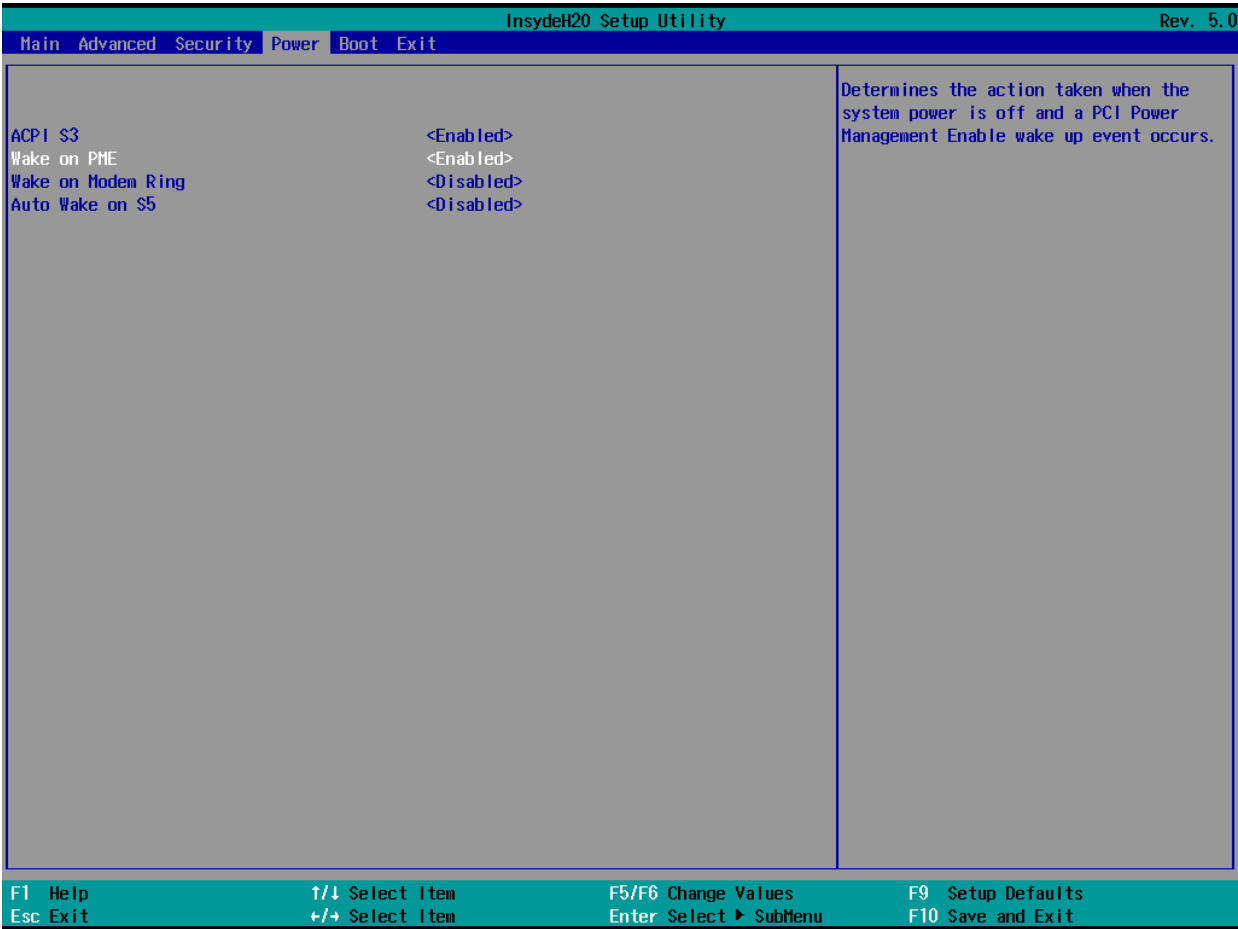 InsydeH20 Setup Utility Rev. 5.0
Main Advanced Security Power Boot Exit
Determines the action taken when the
system power is off and a PCI Power
Management Enable wake up event occurs.
ACPI S3 <Enabled>
Wake on PME <Enabled>
Wake on Modem Ring <Disabled>
Auto Wake on S5 <Disabled>
F1 Help ↑/↓ Select Item F5/F6 Change Values F9 Setup Defaults
Esc Exit ←/→ Select Item Enter Select ▶ SubMenu F10 Save and Exit